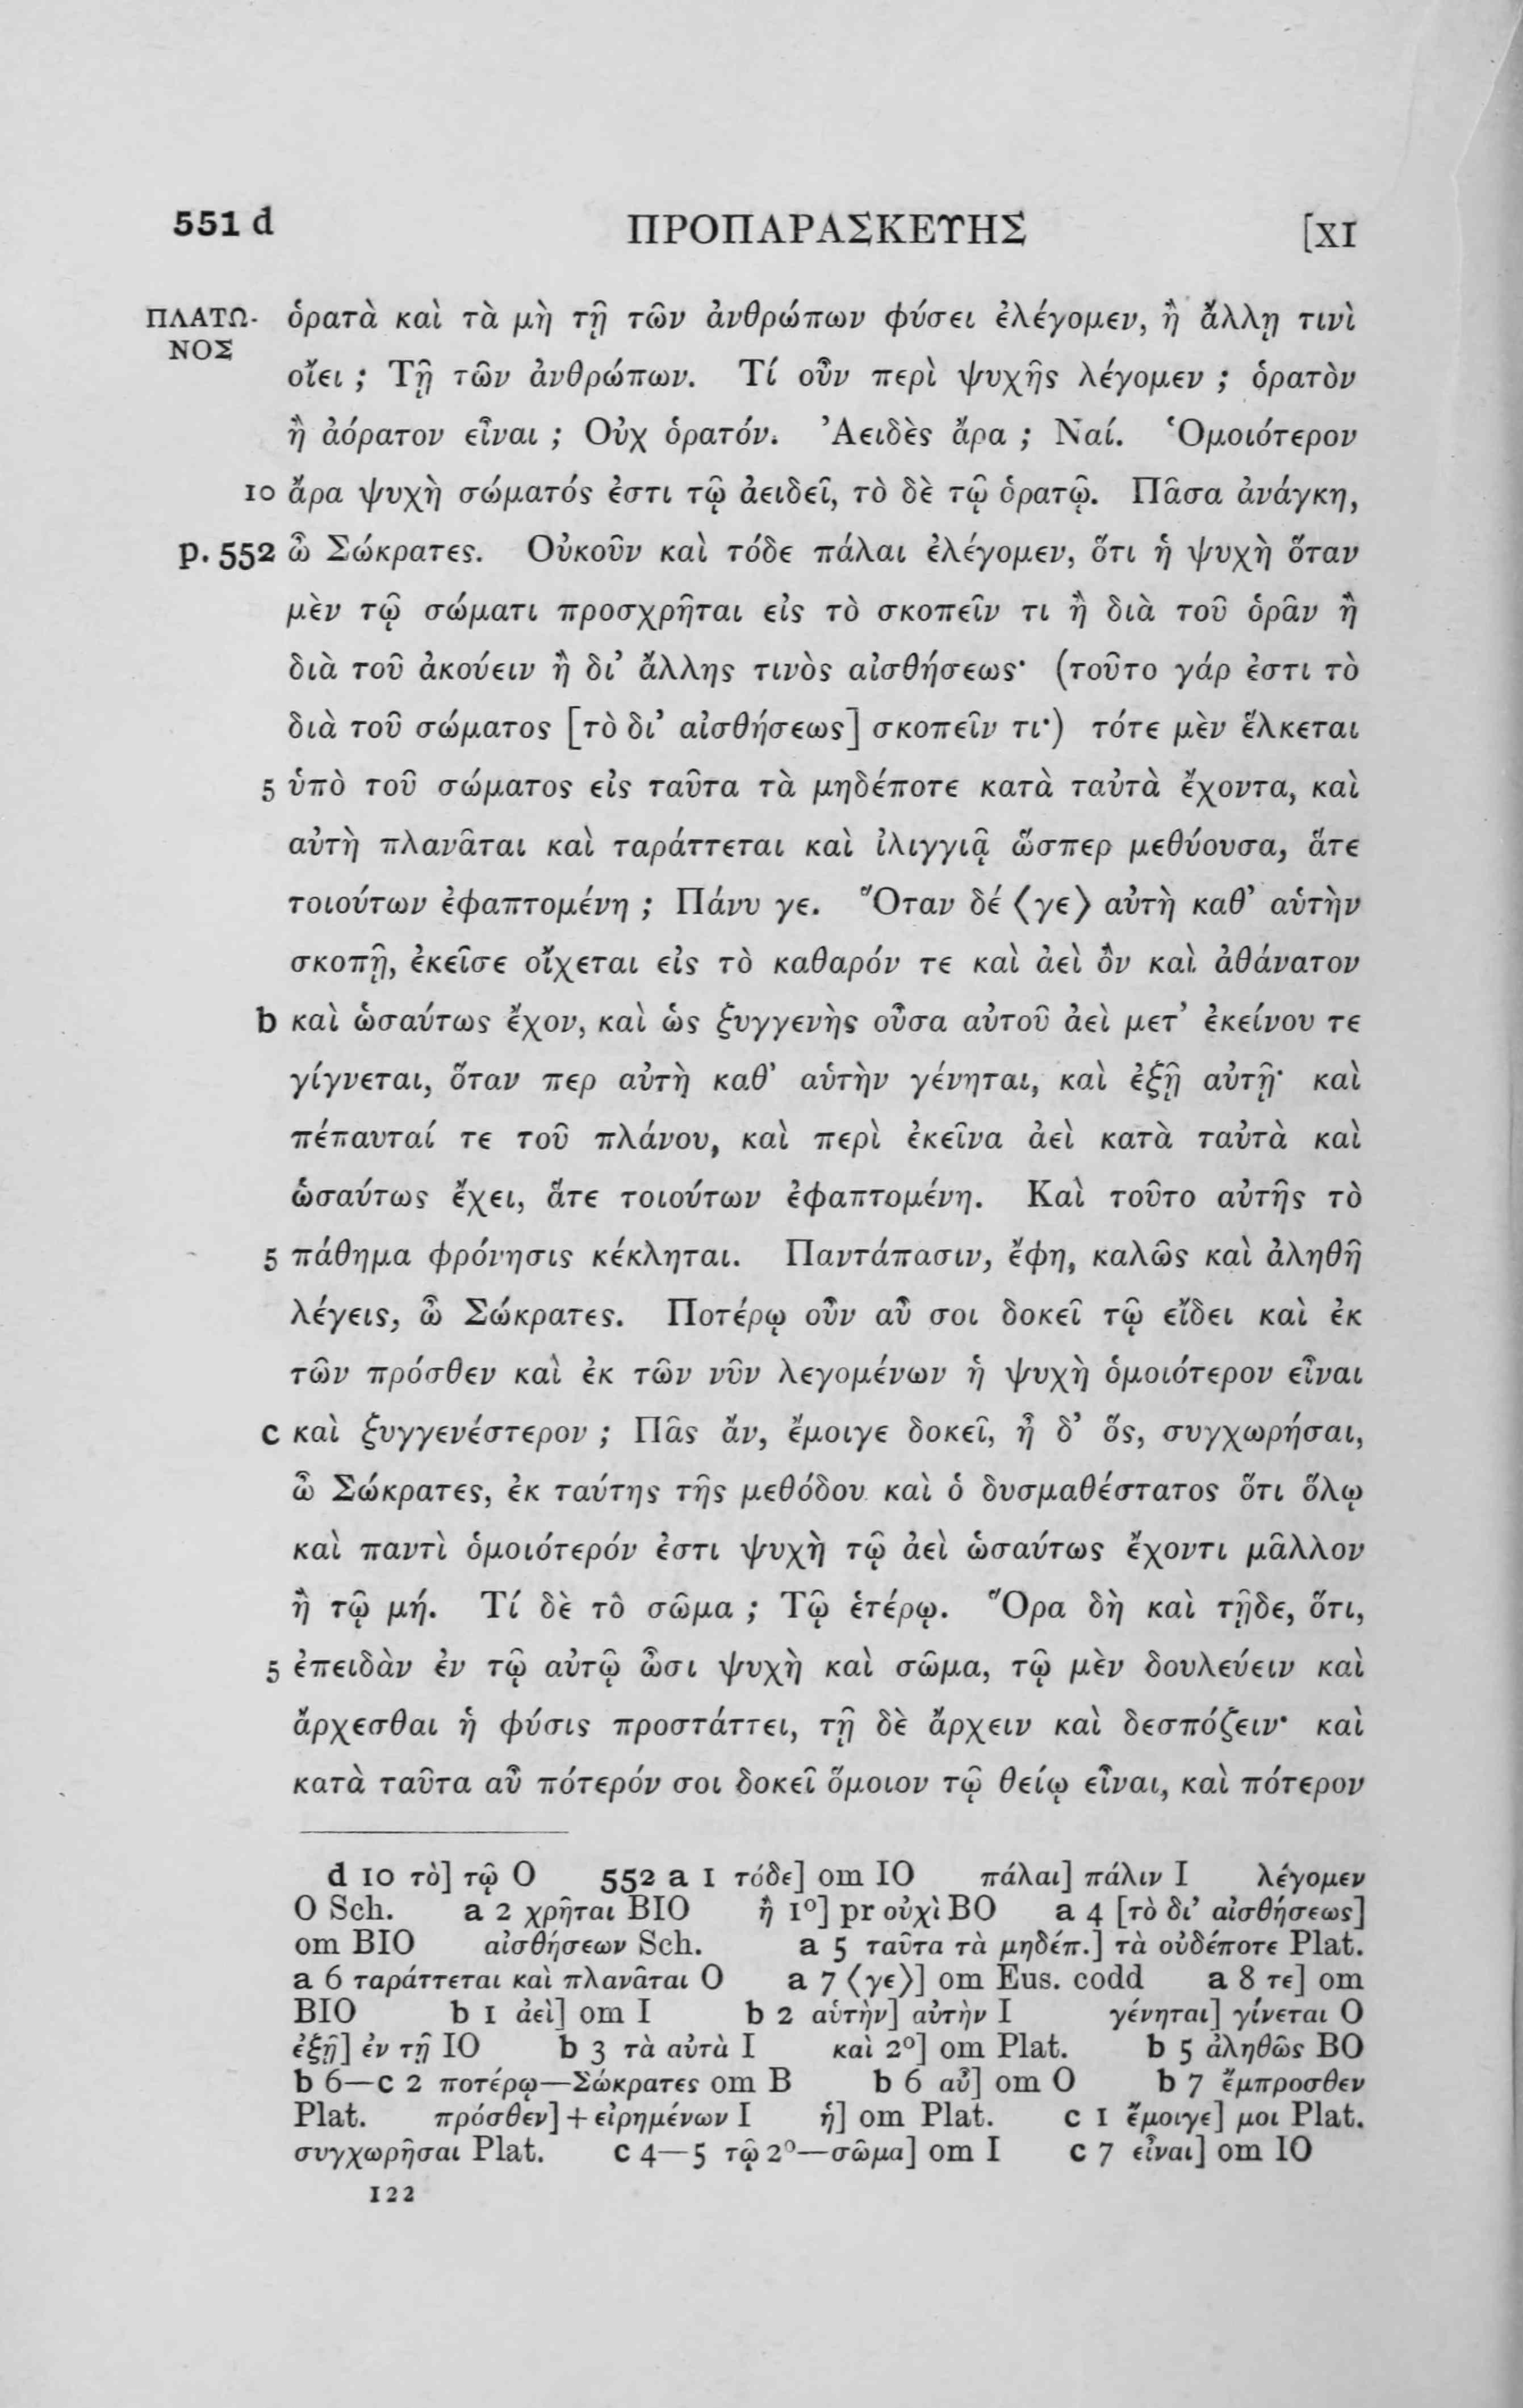 551 d ΠΡΟΠΑΡΑΣΚΕΥΗΣ [XI
ΠΛΑΤΩ- ὁρατὰ καὶ τὰ μὴ τῇ τῶν ἀνθρώπων φύσει ἐλέγομεν, ἢ ἄλλῃ τινὶ
ΝΟΣ
οἴει ; Τῇ τῶν ἀνθρώπων. Τί οὖν περὶ ψυχῆς λέγομεν ; ὁρατὸν
ἢ ἀόρατον εἶναι ; Οὐχ ὁρατόν. Ἀειδὲς ἄρα ; Ναί. Ὁμοιότερον
10 ἄρα ψυχὴ σώματός ἐστι τῷ ἀειδεῖ, τὸ δὲ τῷ ὁρατῷ. Πᾶσα ἀνάγκη,
p. 552 ὦ Σώκρατες. Οὐκοῦν καὶ τόδε πάλαι ἐλέγομεν, ὅτι ἡ ψυχὴ ὅταν
μὲν τῷ σώματι προσχρῆται εἰς τὸ σκοπεῖν τι ἢ διὰ τοῦ ὁρᾶν ἢ
διὰ τοῦ ἀκούειν ἢ δι’ ἄλλης τινὸς αἰσθήσεως· (τοῦτο γάρ ἐστι τὸ
διὰ τοῦ σώματος [τὸ δι’ αἰσθήσεως] σκοπεῖν τι·) τότε μὲν ἕλκεται
5 ὑπὸ τοῦ σώματος εἰς ταῦτα τὰ μηδέποτε κατὰ ταὐτὰ ἔχοντα, καὶ
αὐτὴ πλανᾶται καὶ ταράττεται καὶ ἰλιγγιᾷ ὥσπερ μεθύουσα, ἅτε
τοιούτων ἐφαπτομένη ; Πάνυ γε. Ὅταν δέ ⟨γε⟩ αὐτὴ καθ’ αὑτὴν
σκοπῇ, ἐκεῖσε οἴχεται εἰς τὸ καθαρόν τε καὶ ἀεὶ ὂν καὶ ἀθάνατον
b καὶ ὡσαύτως ἔχον, καὶ ὡς ξυγγενὴς οὖσα αὐτοῦ ἀεὶ μετ’ ἐκείνου τε
γίγνεται, ὅταν περ αὐτὴ καθ’ αὑτὴν γένηται, καὶ ἐξῇ αὐτῇ· καὶ
πέπαυταί τε τοῦ πλάνου, καὶ περὶ ἐκεῖνα ἀεὶ κατὰ ταὐτὰ καὶ
ὡσαύτως ἔχει, ἅτε τοιούτων ἐφαπτομένη. Καὶ τοῦτο αὐτῆς τὸ
5 πάθημα φρόνησις κέκληται. Παντάπασιν, ἔφη, καλῶς καὶ ἀληθῆ
λέγεις, ὦ Σώκρατες. Ποτέρῳ οὖν αὖ σοι δοκεῖ τῷ εἴδει καὶ ἐκ
τῶν πρόσθεν καὶ ἐκ τῶν νῦν λεγομένων ἡ ψυχὴ ὁμοιότερον εἶναι
c καὶ ξυγγενέστερον ; Πᾶς ἄν, ἔμοιγε δοκεῖ, ἦ δ’ ὅς, συγχωρήσαι,
ὦ Σώκρατες, ἐκ ταύτης τῆς μεθόδου καὶ ὁ δυσμαθέστατος ὅτι ὅλῳ
καὶ παντὶ ὁμοιότερόν ἐστι ψυχὴ τῷ ἀεὶ ὡσαύτως ἔχοντι μᾶλλον
ἢ τῷ μή. Τί δὲ τὸ σῶμα ; Τῷ ἑτέρῳ. Ὅρα δὴ καὶ τῇδε, ὅτι,
5 ἐπειδὰν ἐν τῷ αὐτῷ ὦσι ψυχὴ καὶ σῶμα, τῷ μὲν δουλεύειν καὶ
ἄρχεσθαι ἡ φύσις προστάττει, τῇ δὲ ἄρχειν καὶ δεσπόζειν· καὶ
κατὰ ταῦτα αὖ πότερόν σοι δοκεῖ ὅμοιον τῷ θείῳ εἶναι, καὶ πότερον
d 10 τὸ] τῷ O 552 a 1 τόδε] om IO πάλαι] πάλιν I λέγομεν
O Sch. a 2 χρῆται BIO ἢ 1⁰] pr οὐχὶ BO a 4 [τὸ δι’ αἰσθήσεως]
om BIO αἰσθήσεων Sch. a 5 ταῦτα τὰ μηδέπ.] τὰ οὐδέποτε Plat.
a 6 ταράττεται καὶ πλανᾶται O a 7 ⟨γε⟩] om Eus. codd a 8 τε] om
BIO b 1 ἀεὶ] om I b 2 αὑτὴν] αὐτὴν I γένηται] γίνεται O
ἐξῇ] ἐν τῇ IO b 3 τὰ αὐτὰ I καὶ 2⁰] om Plat. b 5 ἀληθῶς BO
b 6—c 2 ποτέρῳ—Σώκρατες om B b 6 αὖ] om O b 7 ἔμπροσθεν
Plat. πρόσθεν] + εἰρημένων I ἡ] om Plat. c 1 ἔμοιγε] μοι Plat.
συγχωρῆσαι Plat. c 4—5 τῷ 2⁰—σῶμα] om I c 7 εἶναι] om IO
122